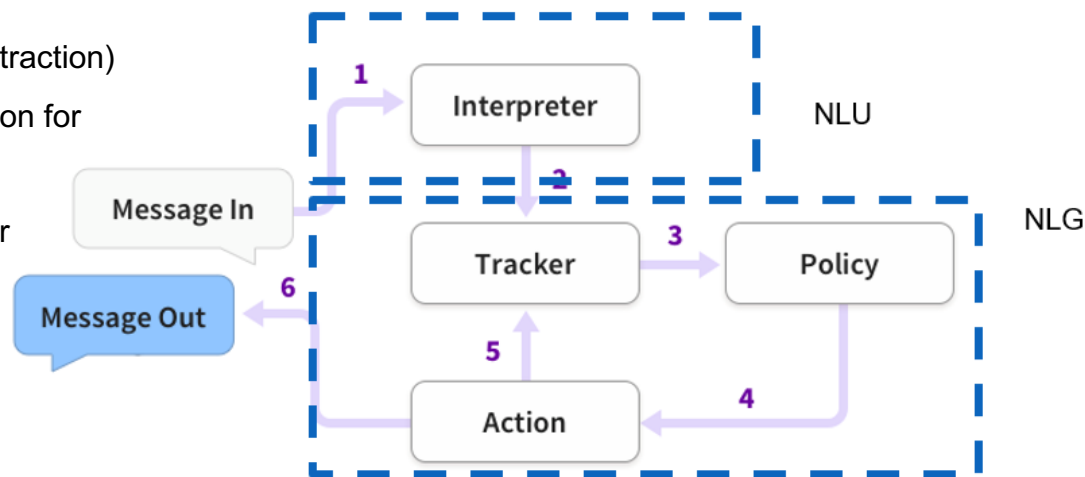 traction)
on for
r
1
Interpreter
NLU
2
Message In
NLG
Tracker
3
Policy
6
Message Out
5
4
Action